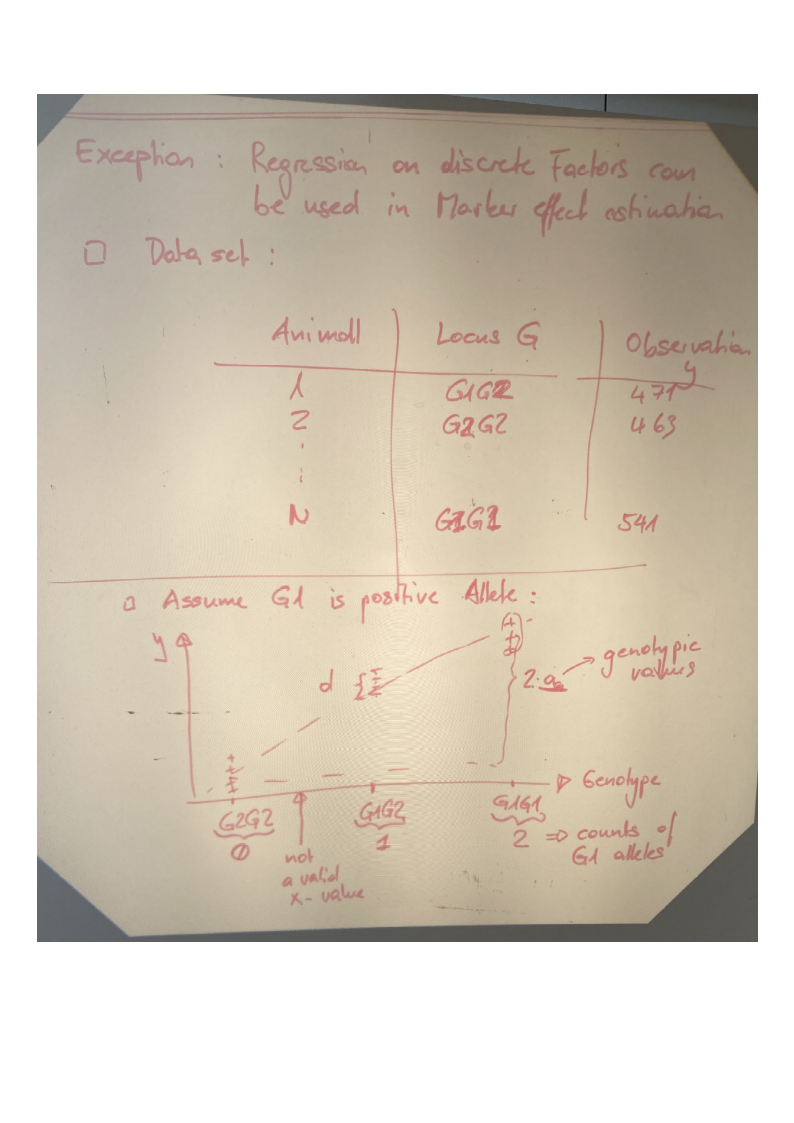 Exception : Regression on discrete Factors can
be used in Marker effect estimation
Data set :
Animal Locus G Observation y
1 G1G2 471
2 G2G2 463
N G1G1 541
Assume G1 is positive Allele :
y
d
2·a
genotypic
values
Genotype
G2G2 G1G2 G1G1
0 1 2 ⇒ counts of
G1 alleles
not
a valid
x - value